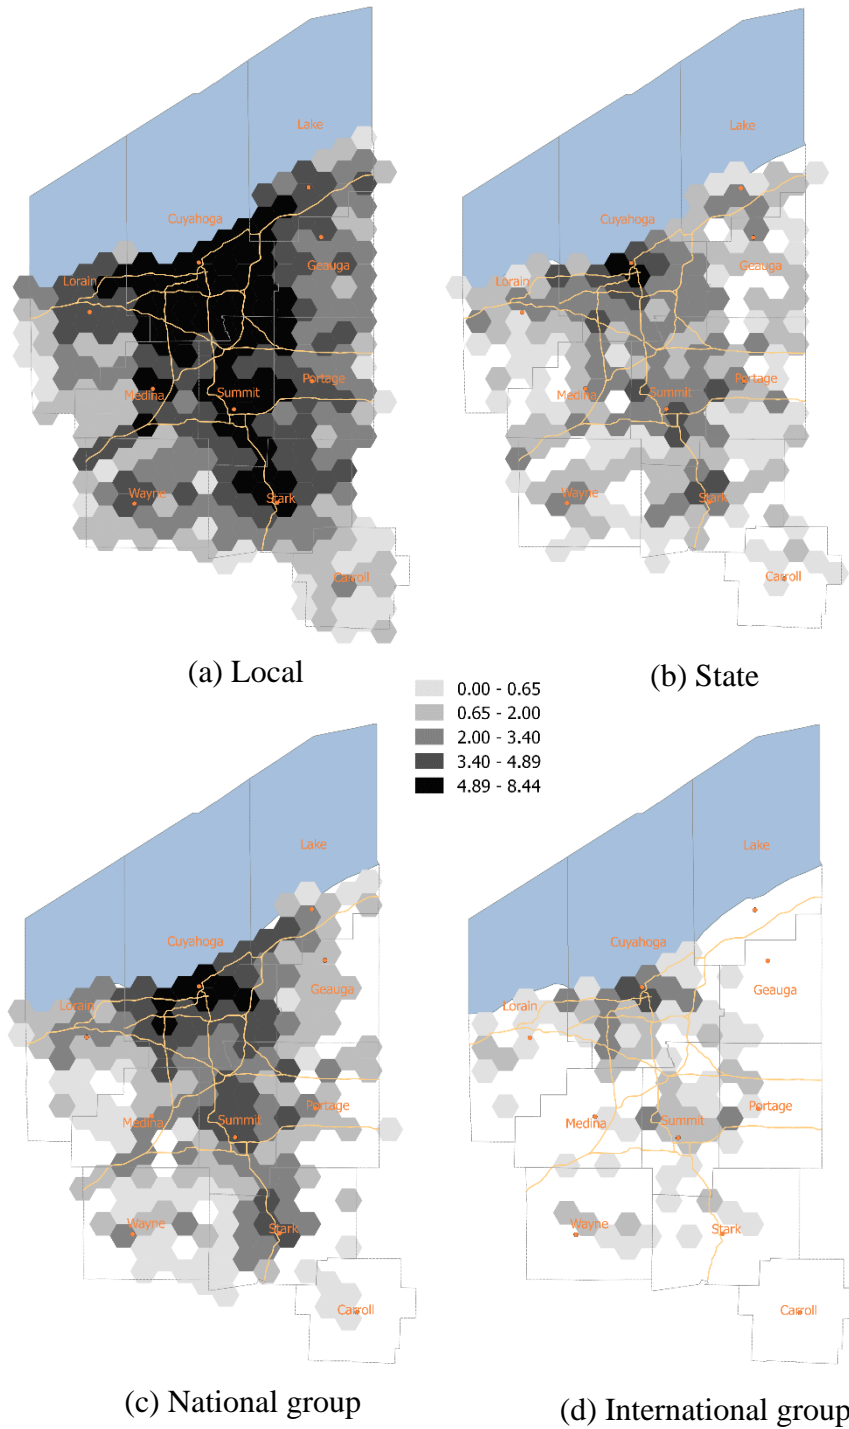 Lake
Cuyahoga
Lorain
Geauga
Medina
Summit
Portage
Wayne
Stark
Carroll
(a) Local
Lake
Cuyahoga
Lorain
Geauga
Medina
Summit
Portage
Wayne
Stark
Carroll
(b) State
0.00 - 0.65
0.65 - 2.00
2.00 - 3.40
3.40 - 4.89
4.89 - 8.44
Lake
Cuyahoga
Lorain
Geauga
Medina
Summit
Portage
Wayne
Stark
Carroll
(c) National group
Lake
Cuyahoga
Lorain
Geauga
Medina
Summit
Portage
Wayne
Stark
Carroll
(d) International group